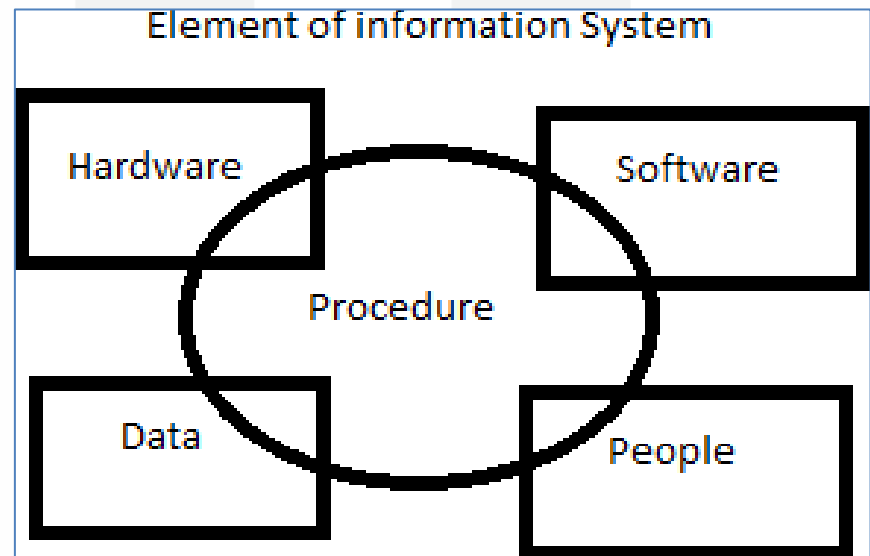 Element of information System
Hardware
Software
Procedure
Data
People